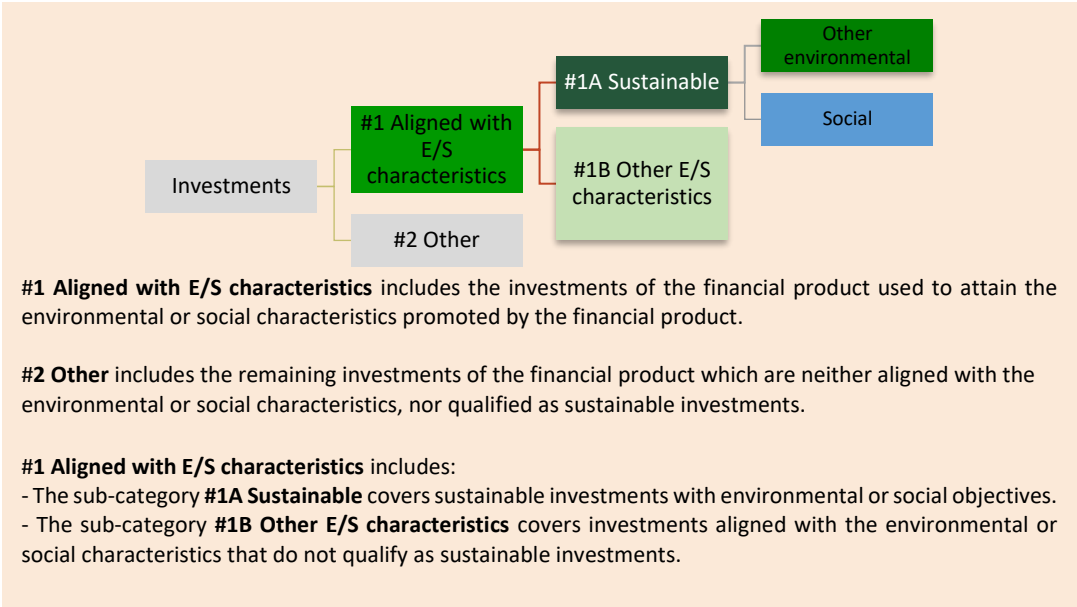 Other
environmental
#1A Sustainable
Social
#1 Aligned with
E/S
characteristics
#1B Other E/S
characteristics
Investments
#2 Other
#1 Aligned with E/S characteristics includes the investments of the financial product used to attain the
environmental or social characteristics promoted by the financial product.
#2 Other includes the remaining investments of the financial product which are neither aligned with the
environmental or social characteristics, nor qualified as sustainable investments.
#1 Aligned with E/S characteristics includes:
- The sub-category #1A Sustainable covers sustainable investments with environmental or social objectives.
- The sub-category #1B Other E/S characteristics covers investments aligned with the environmental or
social characteristics that do not qualify as sustainable investments.